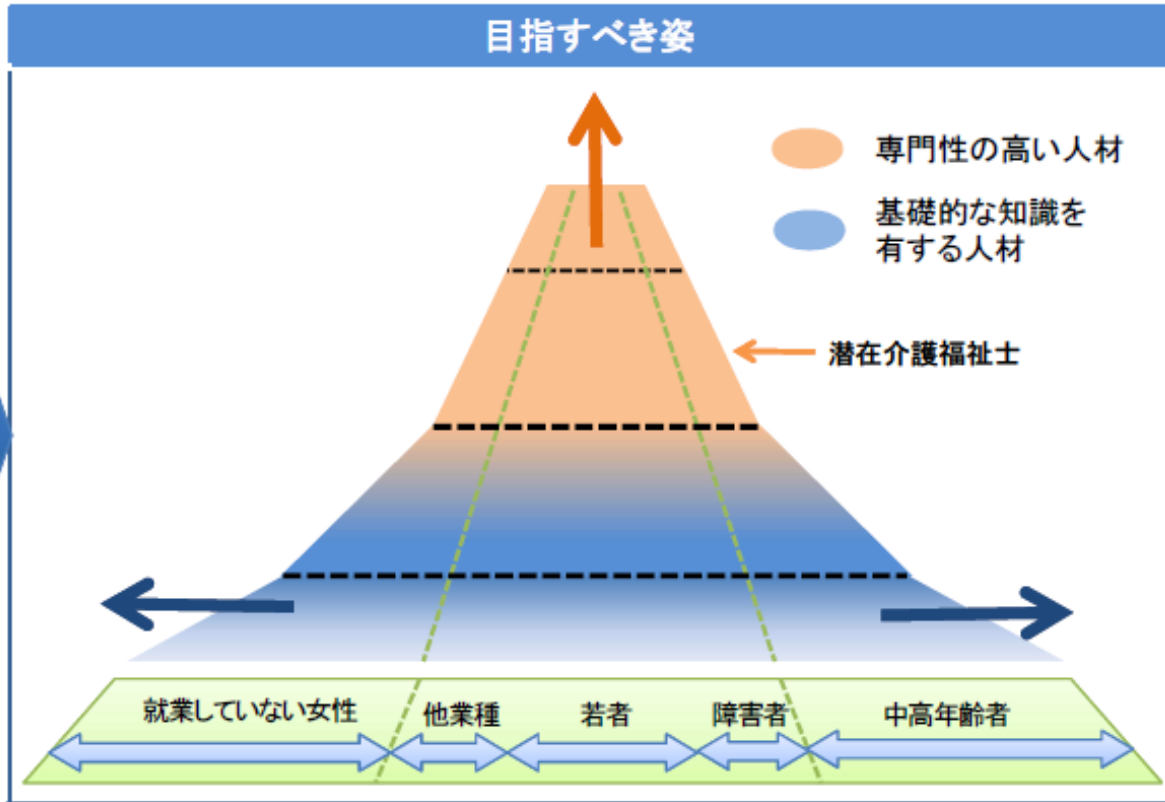 目指すべき姿
専門性の高い人材
基礎的な知識を
有する人材
潜在介護福祉士
就業していない女性
他業種
若者
障害者
中高年齢者